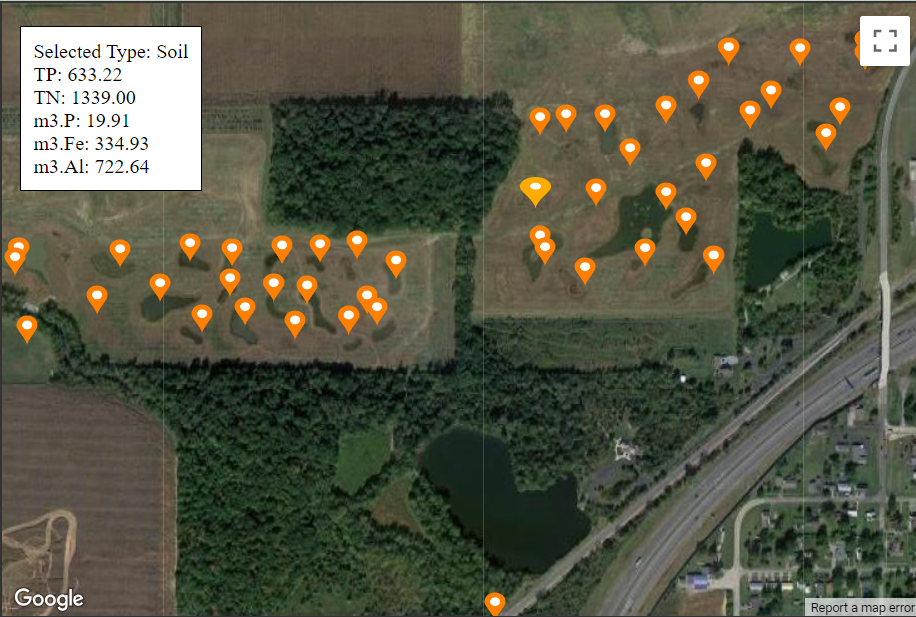 Selected Type: Soil
TP: 633.22
TN: 1339.00
m3.P: 19.91
m3.Fe: 334.93
m3.Al: 722.64
Google
Report a map error